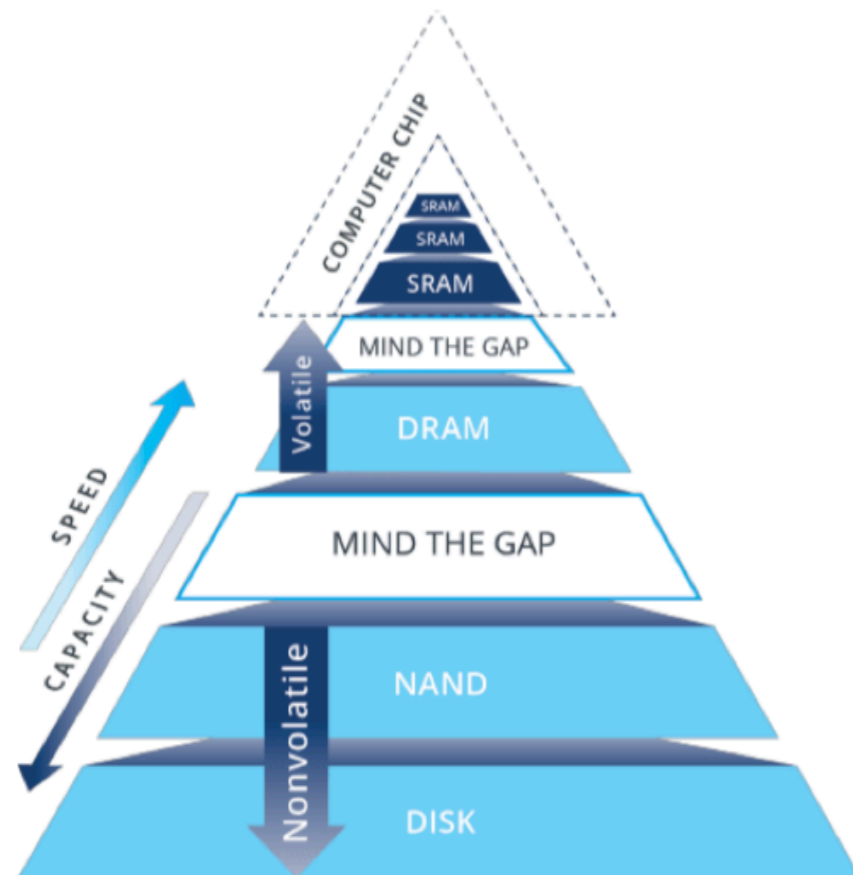 COMPUTER CHIP
SRAM
SRAM
SRAM
MIND THE GAP
Volatile
DRAM
SPEED
MIND THE GAP
CAPACITY
Nonvolatile
NAND
DISK